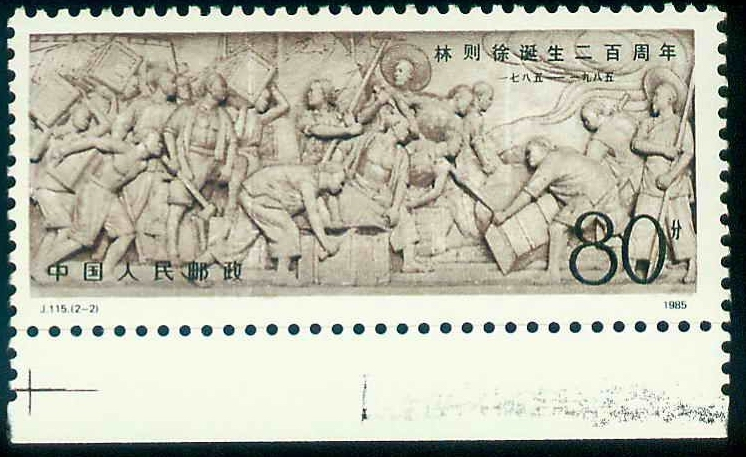 林则徐诞生二百周年
一七八五——一九八五
80分
中国人民邮政
J.115.(2-2)
1985